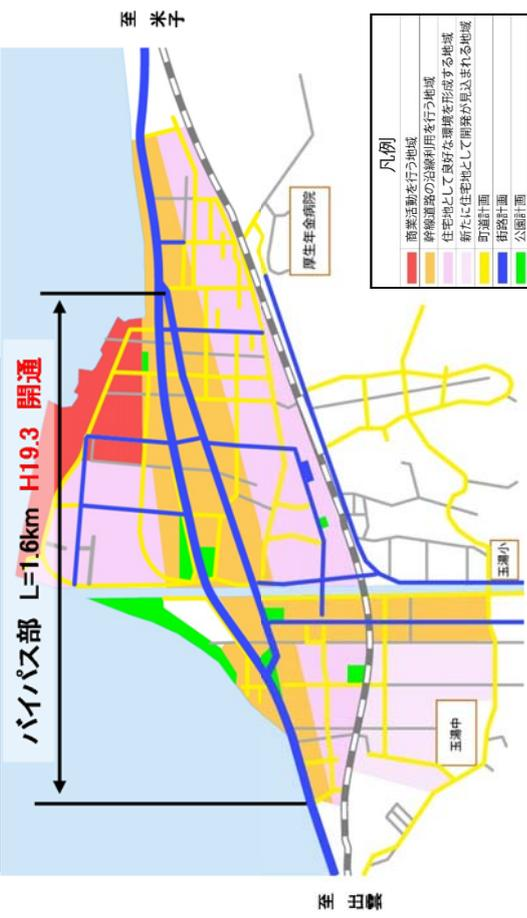 バイパス部 L=1.6km H19.3 開通
至 米子
至 出雲
厚生年金病院
玉湯小
玉湯中
凡例
商業活動を行う地域
幹線道路の沿線利用を行う地域
住宅地として良好な環境を形成する地域
新たに住宅地として開発が見込まれる地域
町道計画
街路計画
公園計画